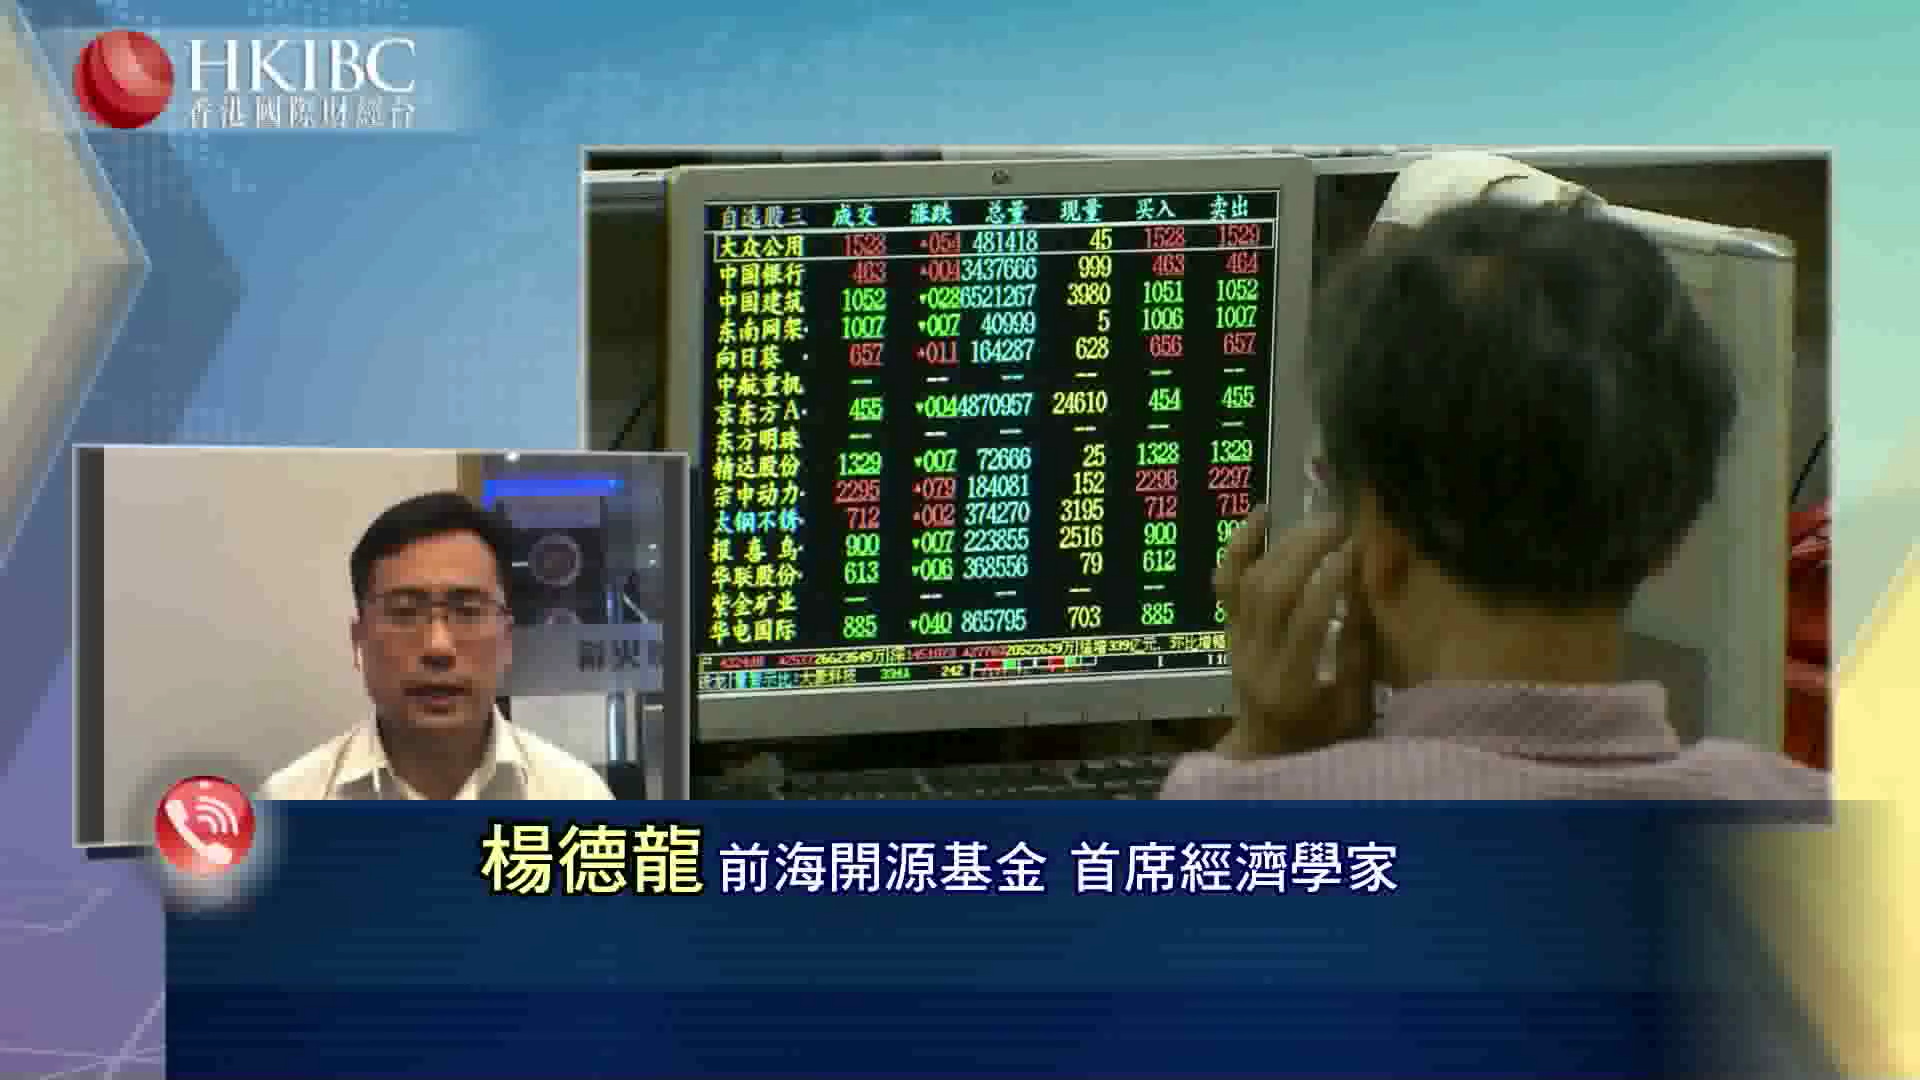 HKIBC
香港國際財經台
自选股三 成交 涨跌 总量 现量 买入 卖出
大众公用 1528 054 481418 45 1528 1529
中国银行 463 004 3437666 999 463 464
中国建筑 1052 ▼028 6521267 3980 1051 1052
东南网架 1007 ▼007 40999 5 1006 1007
向日葵 657 011 164287 628 656 657
中航重机 -- -- -- -- -- --
京东方A 455 ▼004 4870957 24610 454 455
东方明珠 -- -- -- -- -- --
精达股份 1329 ▼007 72666 25 1328 1329
宗申动力 2295 079 184081 152 2296 2297
太钢不锈 712 002 374270 3195 712 715
报喜鸟 900 ▼007 223855 2516 900
华联股份 613 ▼006 368556 79 612
紫金矿业 -- -- -- -- --
华电国际 885 ▼040 865795 703 885
242
楊德龍 前海開源基金 首席經濟學家